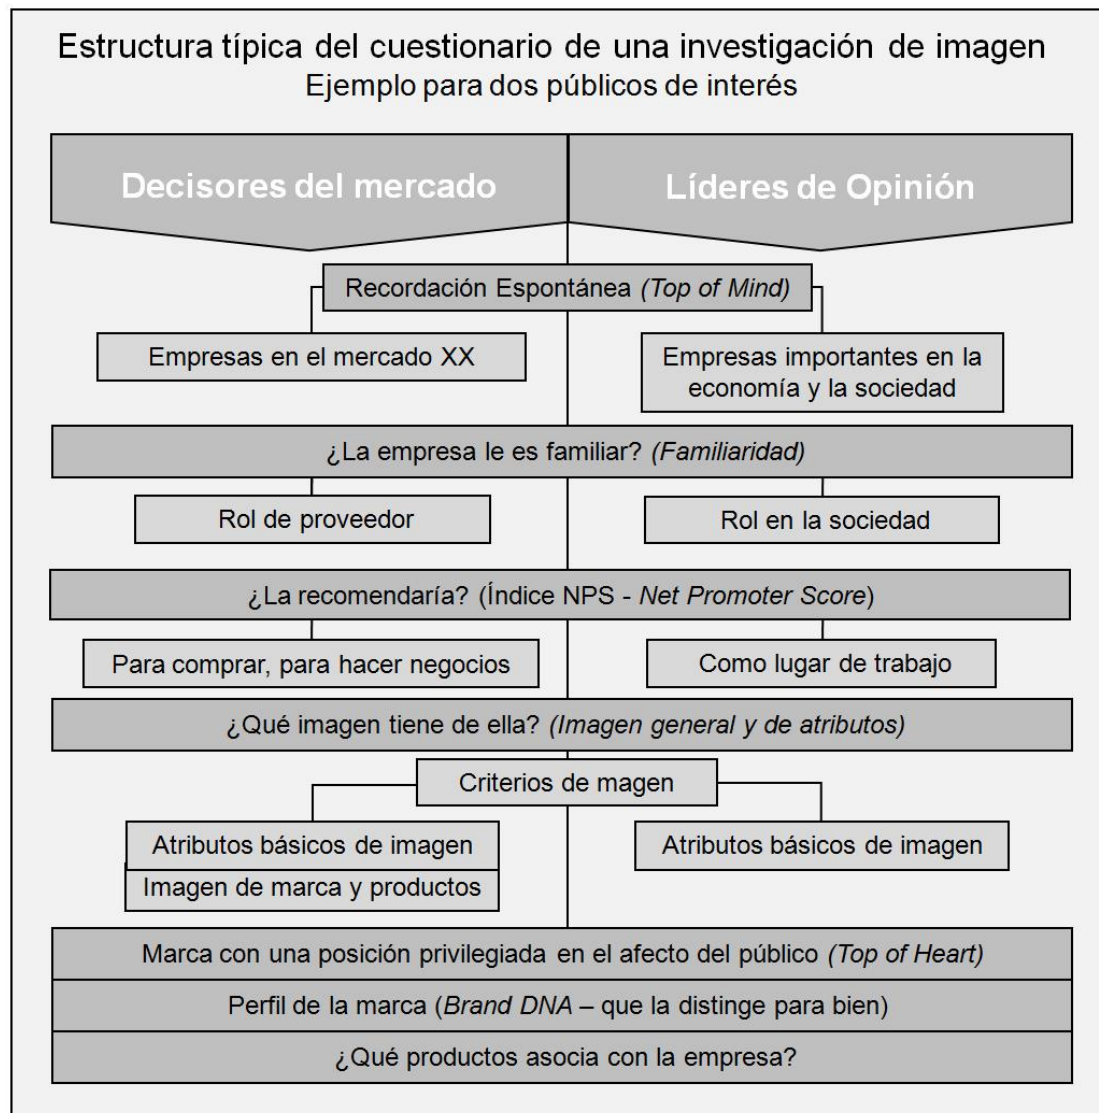 Estructura típica del cuestionario de una investigación de imagen
Ejemplo para dos públicos de interés
Decisores del mercado
Líderes de Opinión
Recordación Espontánea (Top of Mind)
Empresas en el mercado XX
Empresas importantes en la
economía y la sociedad
¿La empresa le es familiar? (Familiaridad)
Rol de proveedor
Rol en la sociedad
¿La recomendaría? (Índice NPS - Net Promoter Score)
Para comprar, para hacer negocios
Como lugar de trabajo
¿Qué imagen tiene de ella? (Imagen general y de atributos)
Criterios de magen
Atributos básicos de imagen
Imagen de marca y productos
Atributos básicos de imagen
Marca con una posición privilegiada en el afecto del público (Top of Heart)
Perfil de la marca (Brand DNA – que la distinge para bien)
¿Qué productos asocia con la empresa?